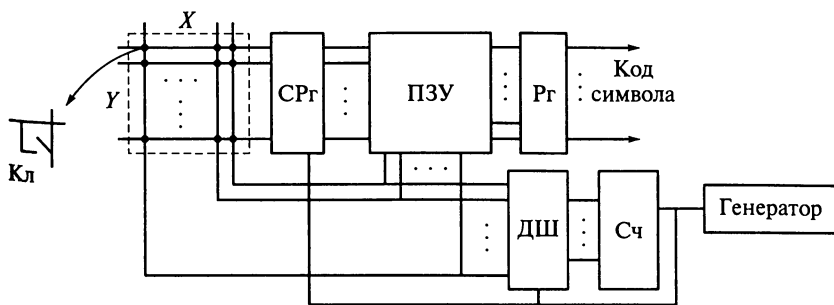 X
Y
Кл
СРг
ПЗУ
Рг
Код
символа
ДШ
Сч
Генератор